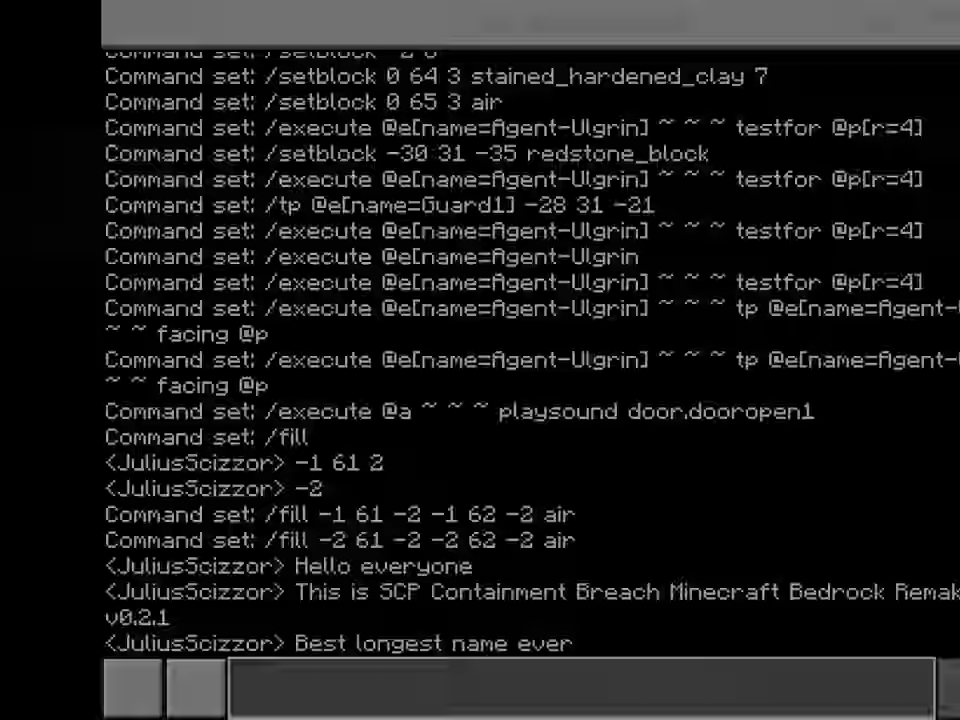 Command set: /setblock
Command set: /setblock 0 64 3 stained_hardened_clay 7
Command set: /setblock 0 65 3 air
Command set: /execute @e[name=Agent-Ulgrin] ~ ~ ~ testfor @p[r=4]
Command set: /setblock -30 31 -35 redstone_block
Command set: /execute @e[name=Agent-Ulgrin] ~ ~ ~ testfor @p[r=4]
Command set: /tp @e[name=Guard1] -28 31 -21
Command set: /execute @e[name=Agent-Ulgrin] ~ ~ ~ testfor @p[r=4]
Command set: /execute @e[name=Agent-Ulgrin
Command set: /execute @e[name=Agent-Ulgrin] ~ ~ ~ testfor @p[r=4]
Command set: /execute @e[name=Agent-Ulgrin] ~ ~ ~ tp @e[name=Agent-
~ ~ facing @p
Command set: /execute @e[name=Agent-Ulgrin] ~ ~ ~ tp @e[name=Agent-
~ ~ facing @p
Command set: /execute @a ~ ~ ~ playsound door.dooropen1
Command set: /fill
<JuliusScizzor> -1 61 2
<JuliusScizzor> -2
Command set: /fill -1 61 -2 -1 62 -2 air
Command set: /fill -2 61 -2 -2 62 -2 air
<JuliusScizzor> Hello everyone
<JuliusScizzor> This is SCP Containment Breach Minecraft Bedrock Remak
v0.2.1
<JuliusScizzor> Best longest name ever